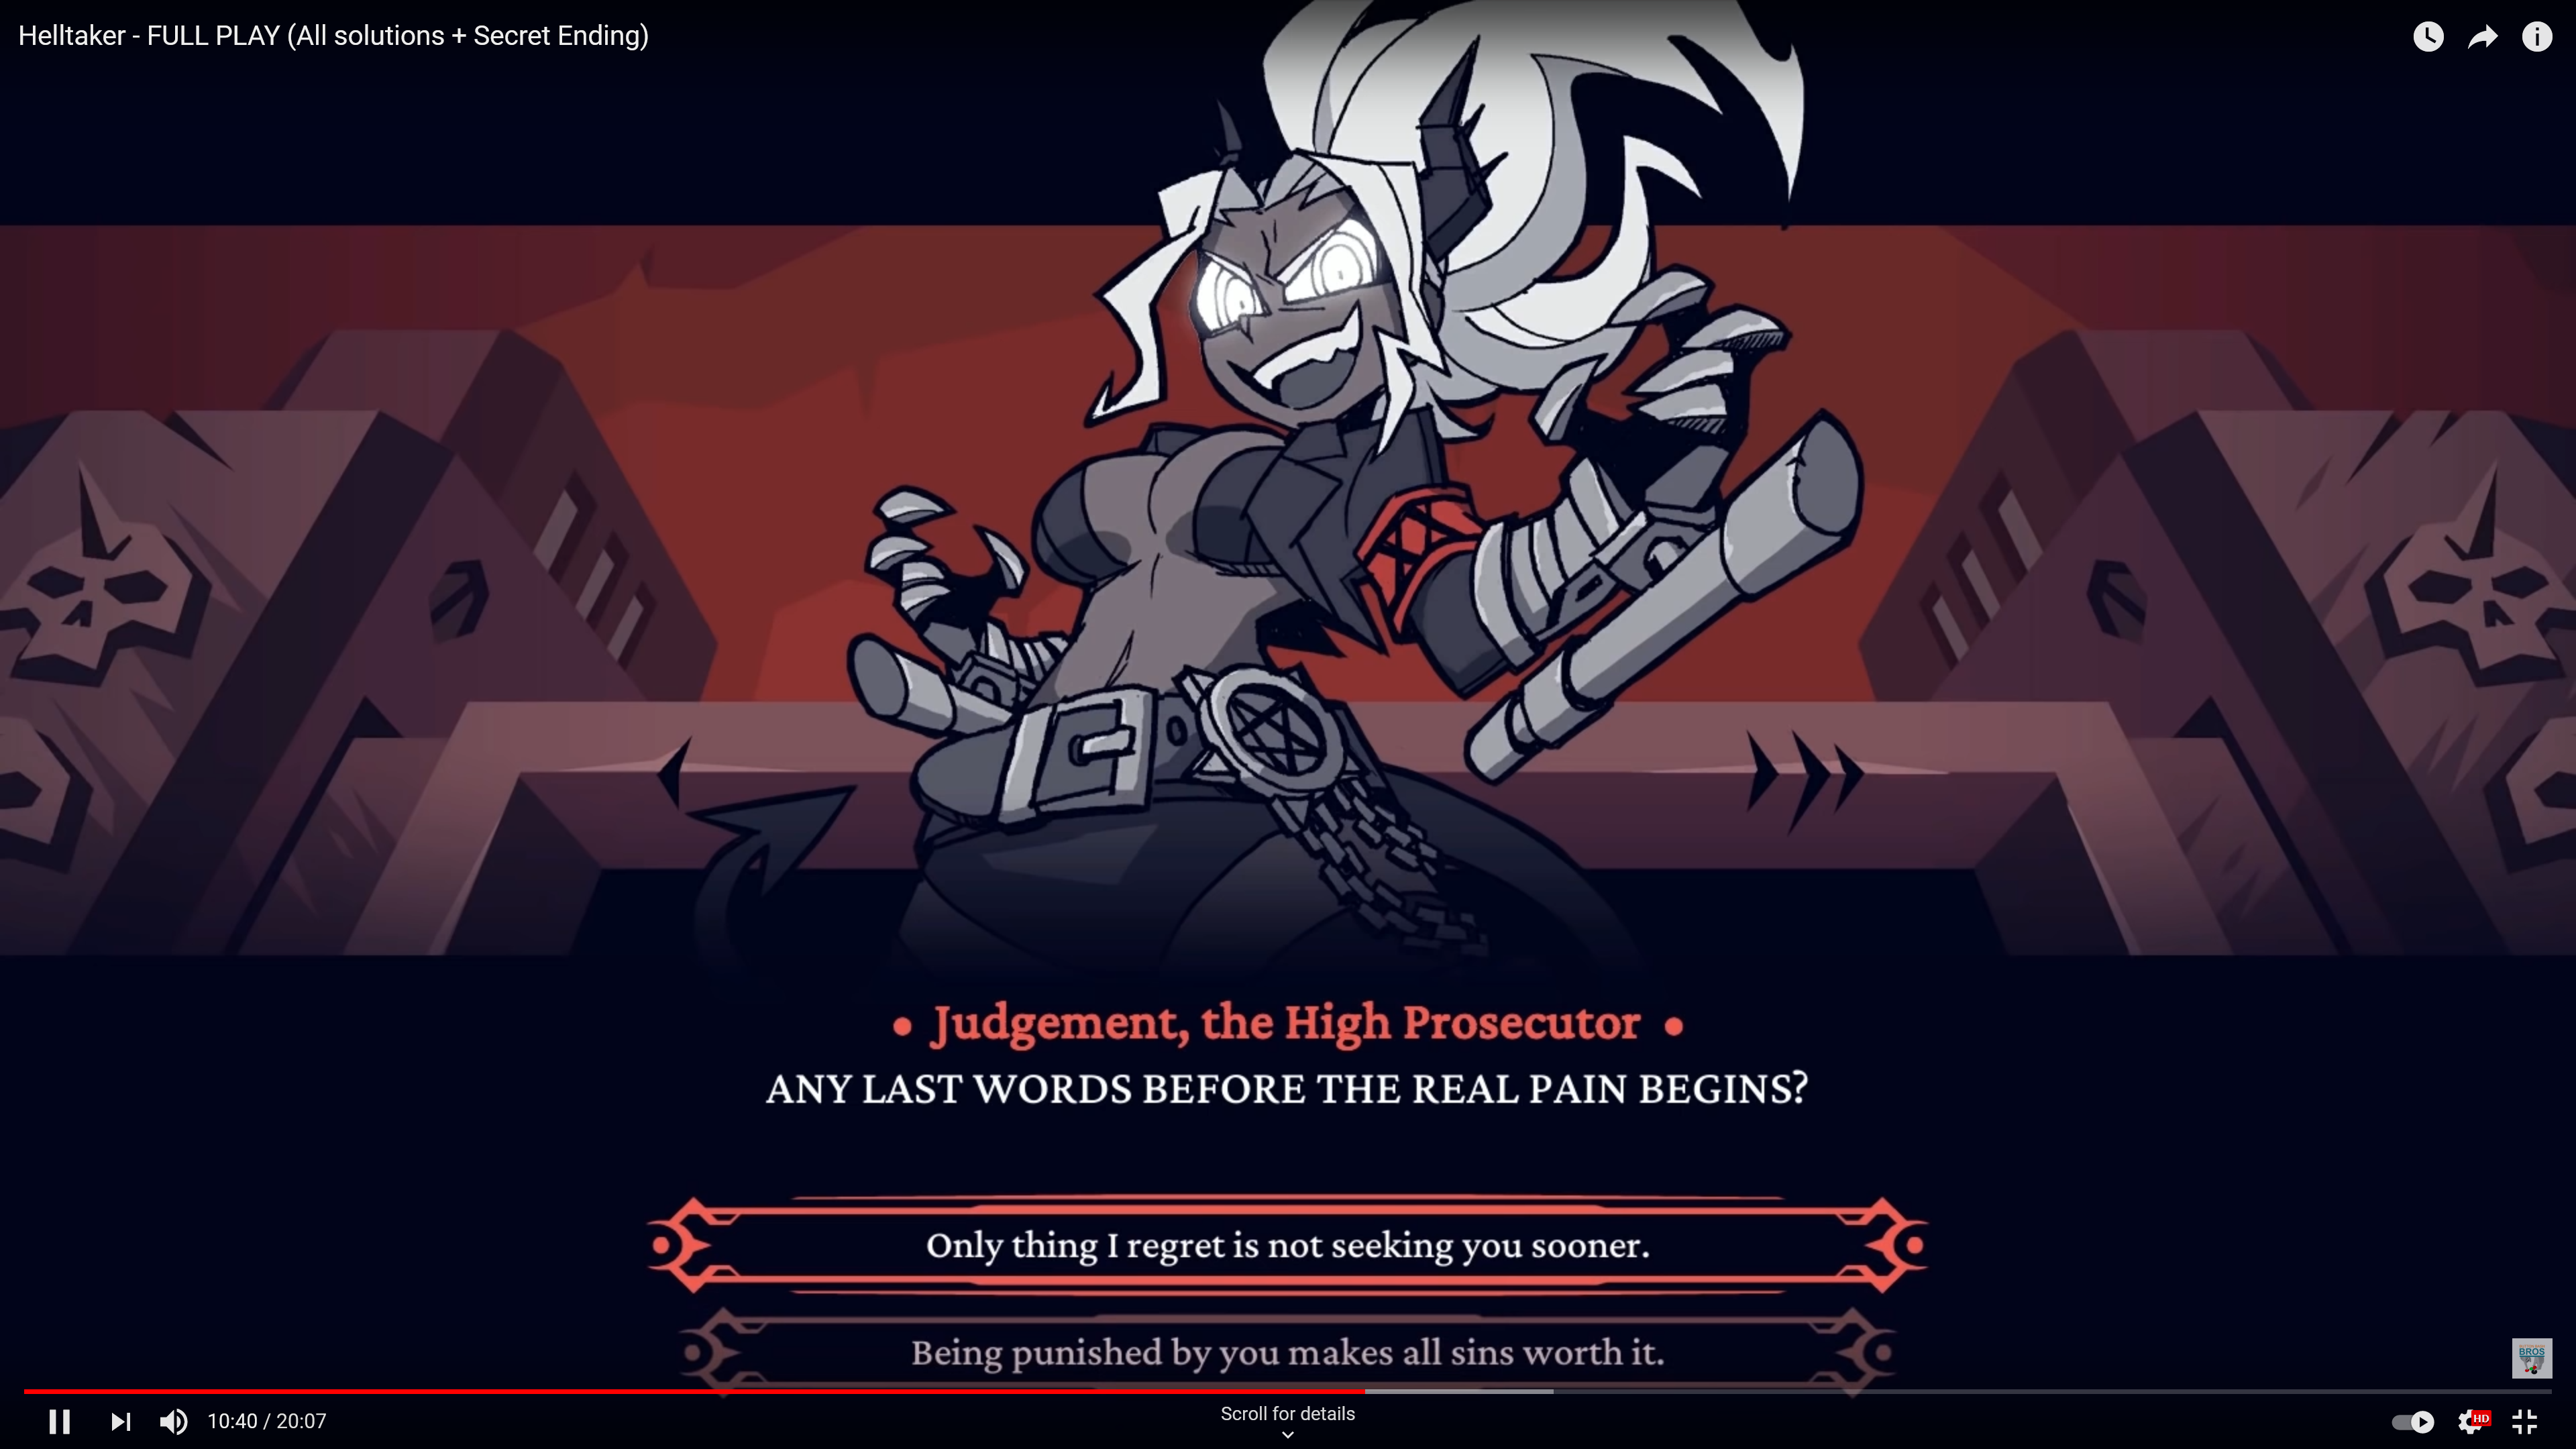 Helltaker - FULL PLAY (All solutions + Secret Ending)
• Judgement, the High Prosecutor •
ANY LAST WORDS BEFORE THE REAL PAIN BEGINS?
Only thing I regret is not seeking you sooner.
Being punished by you makes all sins worth it.
BROS
10:40 / 20:07
Scroll for details
HD